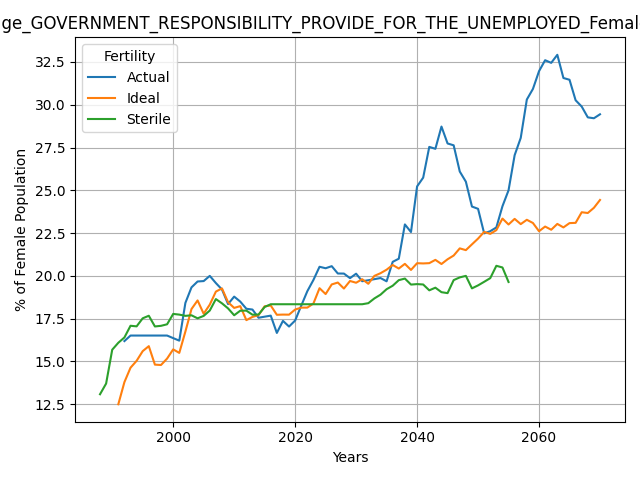 ge_GOVERNMENT_RESPONSIBILITY_PROVIDE_FOR_THE_UNEMPLOYED_Femal
Fertility
Actual
Ideal
Sterile
% of Female Population
32.5
30.0
27.5
25.0
22.5
20.0
17.5
15.0
12.5
2000
2020
2040
2060
Years